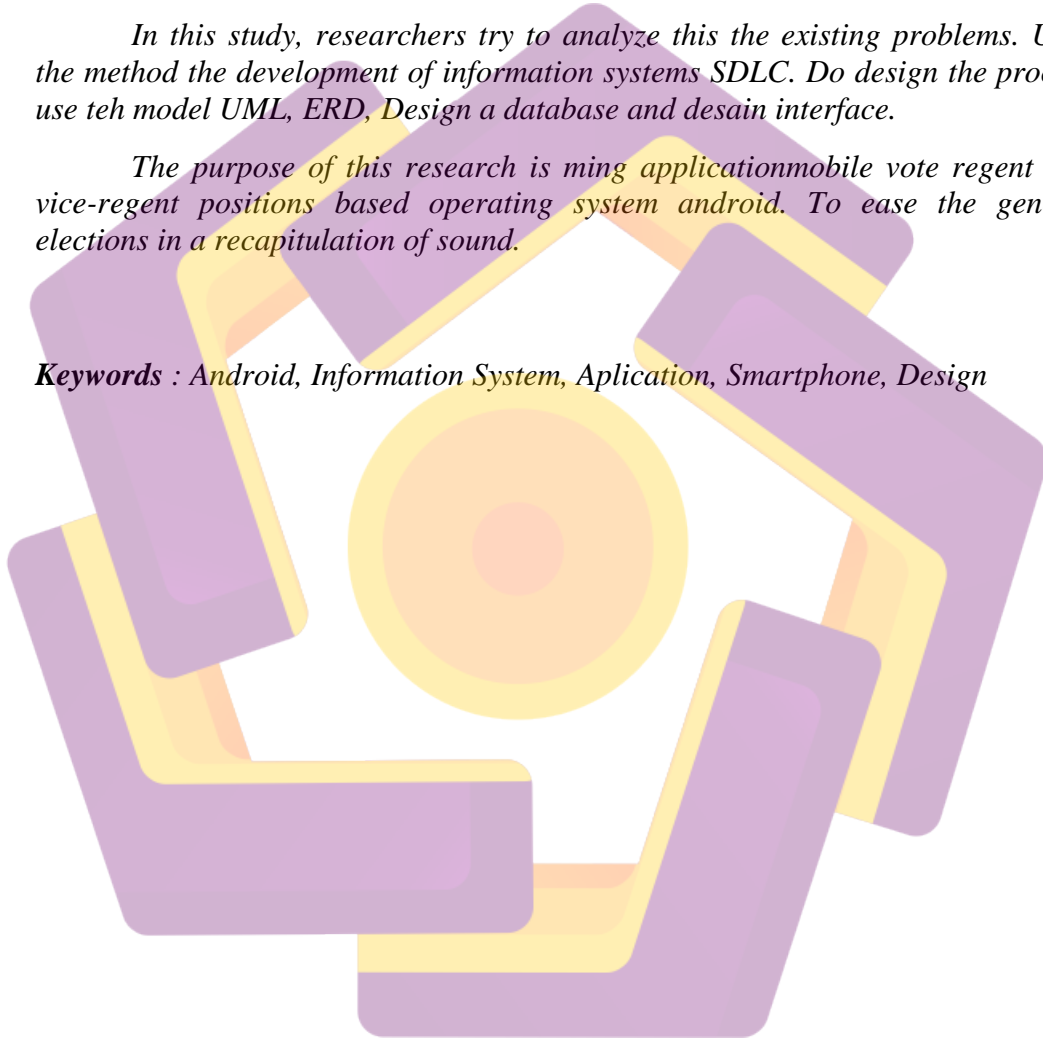 In this study, researchers try to analyze this the existing problems. U
the method the development of information systems SDLC. Do design the pro
use teh model UML, ERD, Design a database and desain interface.
The purpose of this research is ming applicationmobile vote regent
vice-regent positions based operating system android. To ease the gen
elections in a recapitulation of sound.
Keywords : Android, Information System, Aplication, Smartphone, Design